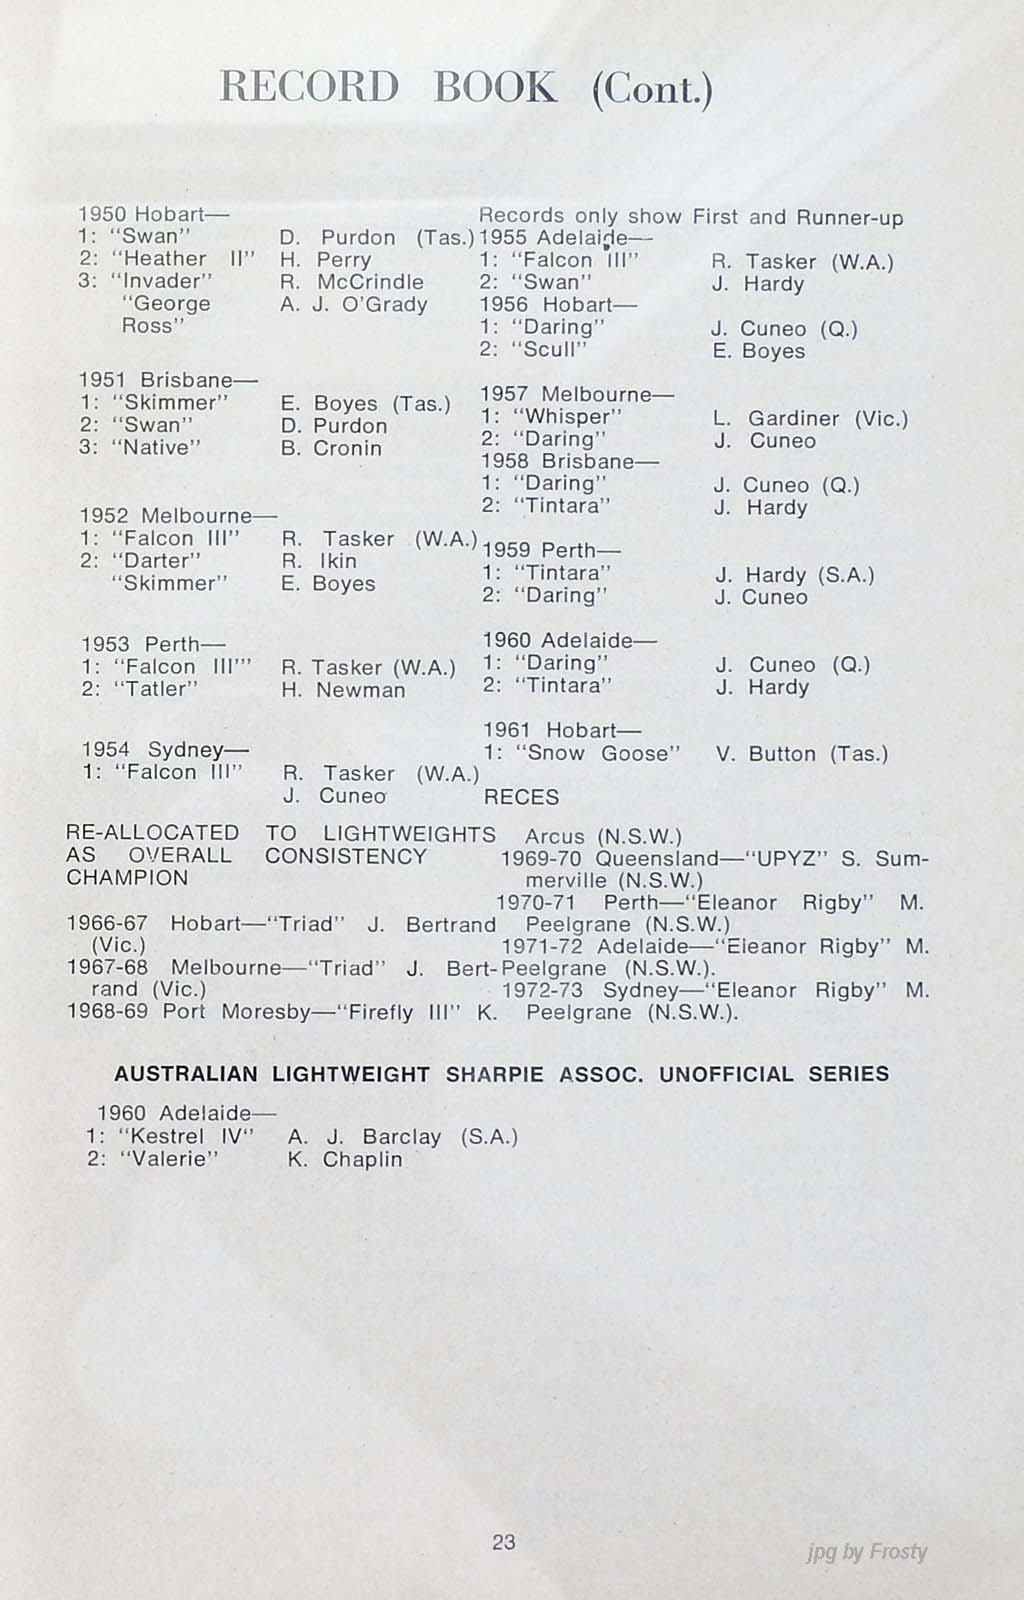 RECORD BOOK (Cont.)
1950 Hobart—
1: "Swan" D. Purdon (Tas.)
2: "Heather II" H. Perry
3: "Invader" R. McCrindle
"George A. J. O'Grady
Ross"
1951 Brisbane—
1: "Skimmer" E. Boyes (Tas.)
2: "Swan" D. Purdon
3: "Native" B. Cronin
1952 Melbourne—
1: "Falcon III" R. Tasker (W.A.)
2: "Darter" R. Ikin
"Skimmer" E. Boyes
1953 Perth—
1: "Falcon III'" R. Tasker (W.A.)
2: "Tatler" H. Newman
1954 Sydney—
1: "Falcon III" R. Tasker (W.A.)
J. Cuneo
Records only show First and Runner-up
1955 Adelaide—
1: "Falcon III" R. Tasker (W.A.)
2: "Swan" J. Hardy
1956 Hobart—
1: "Daring" J. Cuneo (Q.)
2: "Scull" E. Boyes
1957 Melbourne—
1: "Whisper" L. Gardiner (Vic.)
2: "Daring" J. Cuneo
1958 Brisbane—
1: "Daring" J. Cuneo (Q.)
2: "Tintara" J. Hardy
1959 Perth—
1: "Tintara" J. Hardy (S.A.)
2: "Daring" J. Cuneo
1960 Adelaide—
1: "Daring" J. Cuneo (Q.)
2: "Tintara" J. Hardy
1961 Hobart—
1: "Snow Goose" V. Button (Tas.)
RECES
RE-ALLOCATED TO LIGHTWEIGHTS
AS OVERALL CONSISTENCY
CHAMPION
1966-67 Hobart—"Triad" J. Bertrand
(Vic.)
1967-68 Melbourne—"Triad" J. Bert-
rand (Vic.)
1968-69 Port Moresby—"Firefly III" K.
Arcus (N.S.W.)
1969-70 Queensland—"UPYZ" S. Sum-
merville (N.S.W.)
1970-71 Perth—"Eleanor Rigby" M.
Peelgrane (N.S.W.)
1971-72 Adelaide—"Eleanor Rigby" M.
Peelgrane (N.S.W.).
1972-73 Sydney—"Eleanor Rigby" M.
Peelgrane (N.S.W.).
AUSTRALIAN LIGHTWEIGHT SHARPIE ASSOC. UNOFFICIAL SERIES
1960 Adelaide—
1: "Kestrel IV" A. J. Barclay (S.A.)
2: "Valerie" K. Chaplin
23
jpg by Frosty